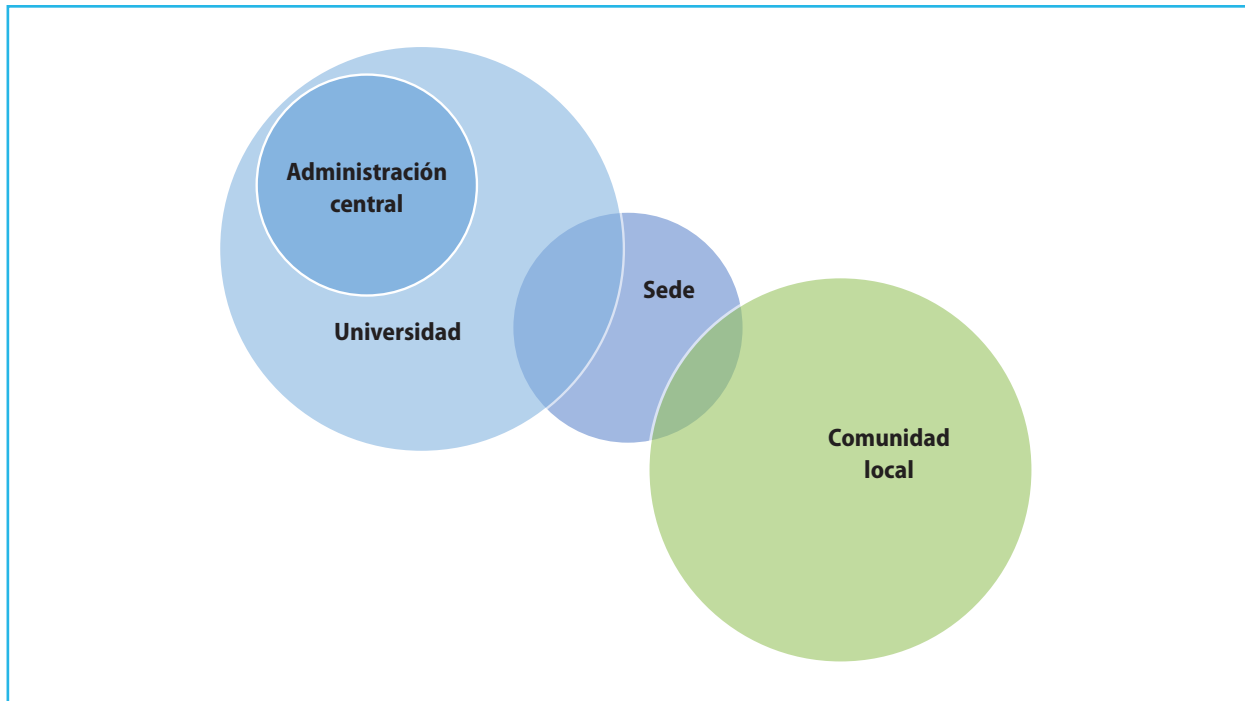 Administración
central
Sede
Universidad
Comunidad
local